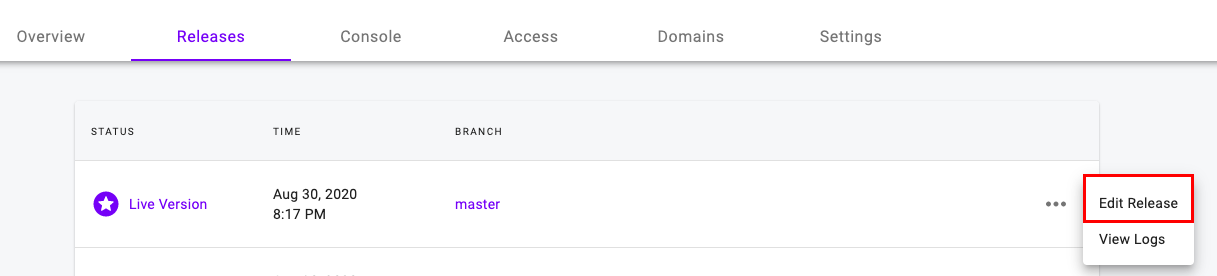 Overview Releases Console Access Domains Settings
STATUS TIME BRANCH
Live Version
Aug 30, 2020
8:17 PM
master
Edit Release
View Logs